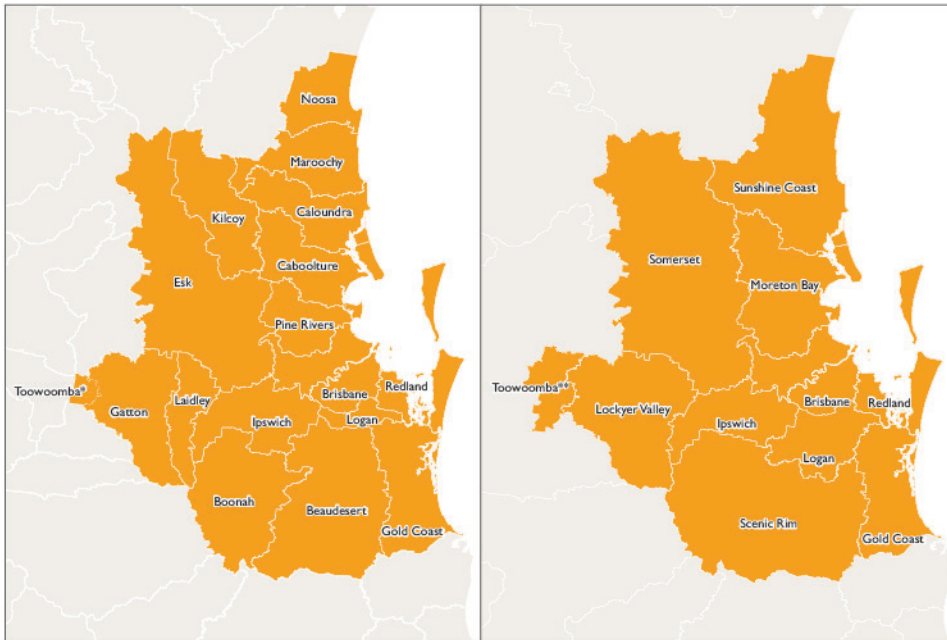 Noosa
Maroochy
Caloundra
Kilcoy
Caboolture
Esk
Pine Rivers
Toowoomba*
Gatton
Laidley
Brisbane
Redland
Ipswich
Logan
Boonah
Beaudesert
Gold Coast
Sunshine Coast
Somerset
Moreton Bay
Toowoomba**
Lockyer Valley
Brisbane
Redland
Ipswich
Logan
Scenic Rim
Gold Coast